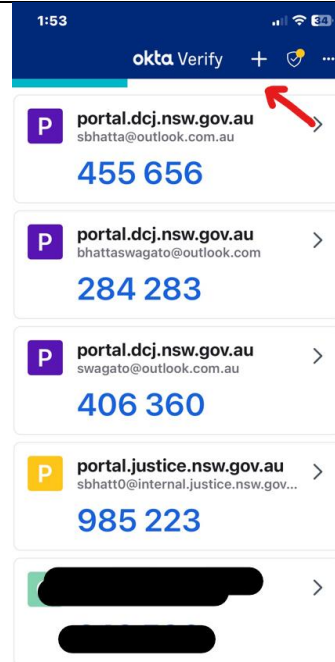 1:53
34
okta Verify
P
portal.dcj.nsw.gov.au
sbhatta@outlook.com.au
455 656
P
portal.dcj.nsw.gov.au
bhattaswagato@outlook.com
284 283
P
portal.dcj.nsw.gov.au
swagato@outlook.com.au
406 360
P
portal.justice.nsw.gov.au
sbhatt0@internal.justice.nsw.gov...
985 223